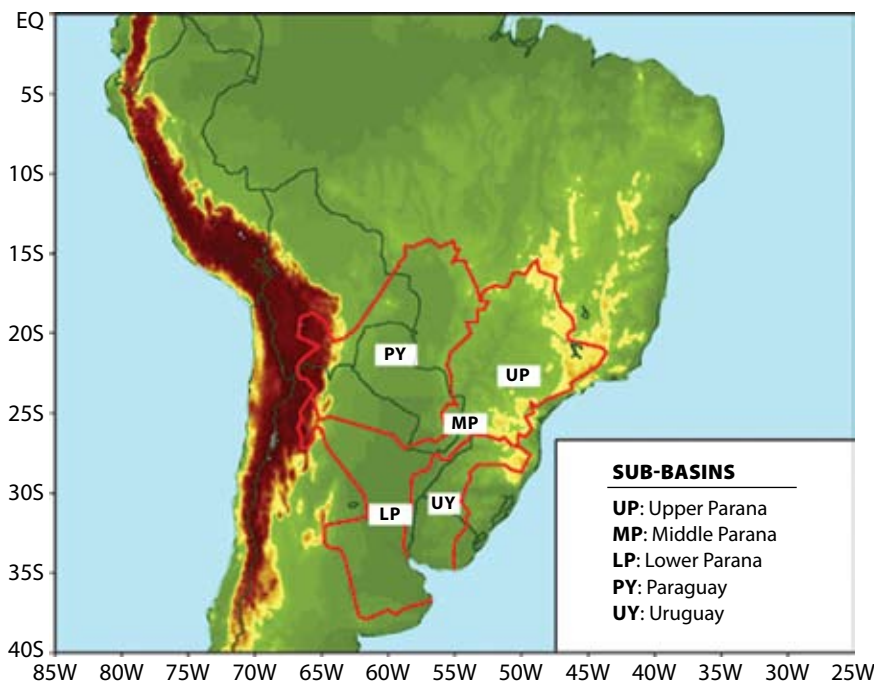 EQ
5S
10S
15S
20S
25S
30S
35S
40S
PY
UP
MP
LP
UY
SUB-BASINS
UP: Upper Parana
MP: Middle Parana
LP: Lower Parana
PY: Paraguay
UY: Uruguay
85W 80W 75W 70W 65W 60W 55W 50W 45W 40W 35W 30W 25W